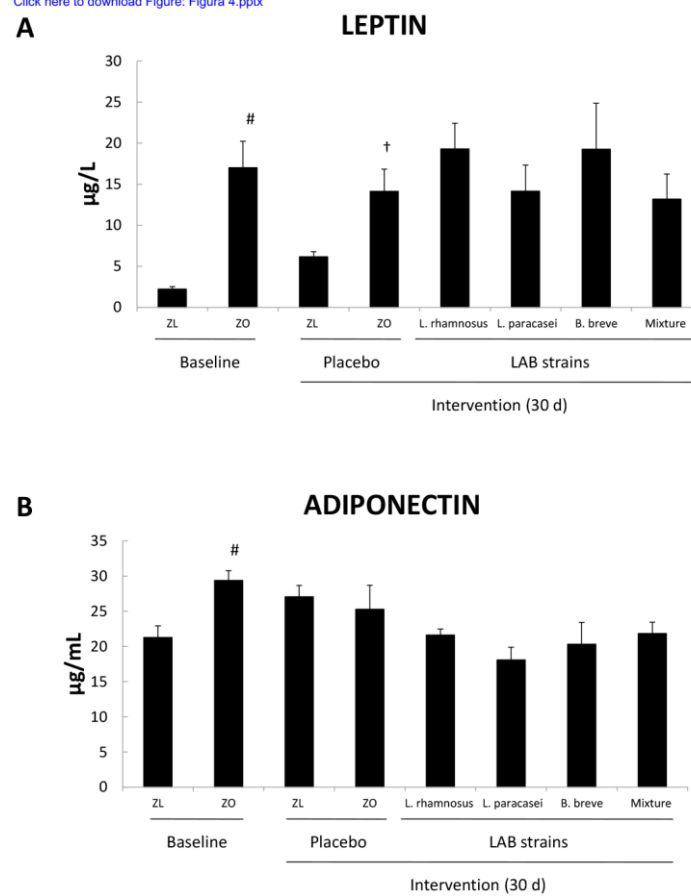 Click here to download Figure: Figura 4.pptx
A
LEPTIN
30
25
20
15
10
5
0
µg/L
#
†
ZL ZO ZL ZO L. rhamnosus L. paracasei B. breve Mixture
Baseline Placebo LAB strains
Intervention (30 d)
B
ADIPONECTIN
35
30
25
20
15
10
5
0
µg/mL
#
ZL ZO ZL ZO L. rhamnosus L. paracasei B. breve Mixture
Baseline Placebo LAB strains
Intervention (30 d)